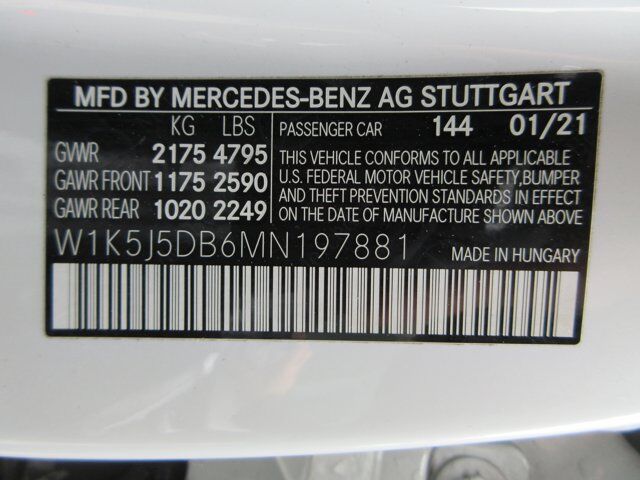 MFD BY MERCEDES-BENZ AG STUTTGART
KG LBS PASSENGER CAR 144 01/21
GVWR 2175 4795
GAWR FRONT 1175 2590
GAWR REAR 1020 2249
THIS VEHICLE CONFORMS TO ALL APPLICABLE
U.S. FEDERAL MOTOR VEHICLE SAFETY,BUMPER
AND THEFT PREVENTION STANDARDS IN EFFECT
ON THE DATE OF MANUFACTURE SHOWN ABOVE.
W1K5J5DB6MN197881 MADE IN HUNGARY